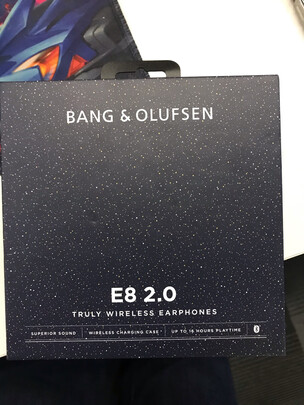 BANG & OLUFSEN
E8 2.0
TRULY WIRELESS EARPHONES
SUPERIOR SOUND
WIRELESS CHARGING CASE
UP TO 16 HOURS PLAYTIME